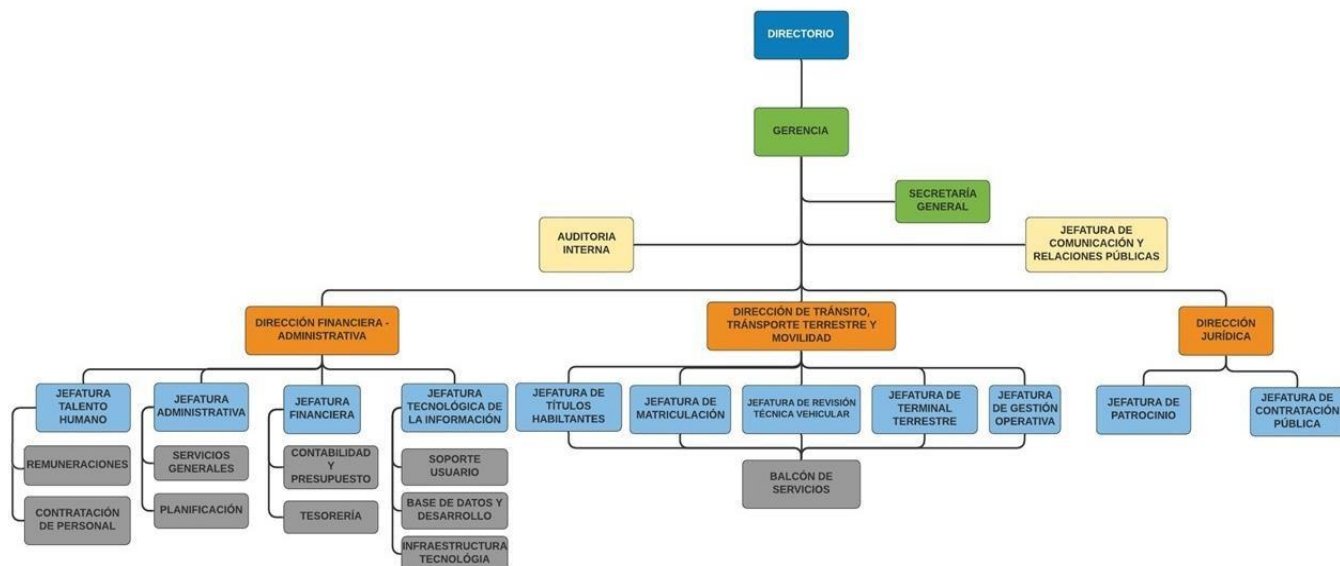 DIRECTORIO
GERENCIA
SECRETARÍA
GENERAL
AUDITORIA
INTERNA
JEFATURA DE
COMUNICACIÓN Y
RELACIONES PÚBLICAS
DIRECCIÓN FINANCIERA -
ADMINISTRATIVA
DIRECCIÓN DE TRÁNSITO,
TRÁNSPORTE TERRESTRE Y
MOVILIDAD
DIRECCIÓN
JURÍDICA
JEFATURA
TALENTO
HUMANO
JEFATURA
ADMINISTRATIVA
JEFATURA
FINANCIERA
JEFATURA
TECNOLÓGICA DE
LA INFORMACIÓN
JEFATURA DE
TÍTULOS
HABILTANTES
JEFATURA DE
MATRICULACIÓN
JEFATURA DE REVISIÓN
TÉCNICA VEHICULAR
JEFATURA DE
TERMINAL
TERRESTRE
JEFATURA
DE GESTIÓN
OPERATIVA
JEFATURA DE
PATROCINIO
JEFATURA DE
CONTRATACIÓN
PÚBLICA
REMUNERACIONES
CONTRATACIÓN
DE PERSONAL
SERVICIOS
GENERALES
PLANIFICACIÓN
CONTABILIDAD
Y
PRESUPUESTO
TESORERÍA
SOPORTE
USUARIO
BASE DE DATOS Y
DESARROLLO
INFRAESTRUCTURA
TECNOLÓGIA
BALCÓN DE
SERVICIOS